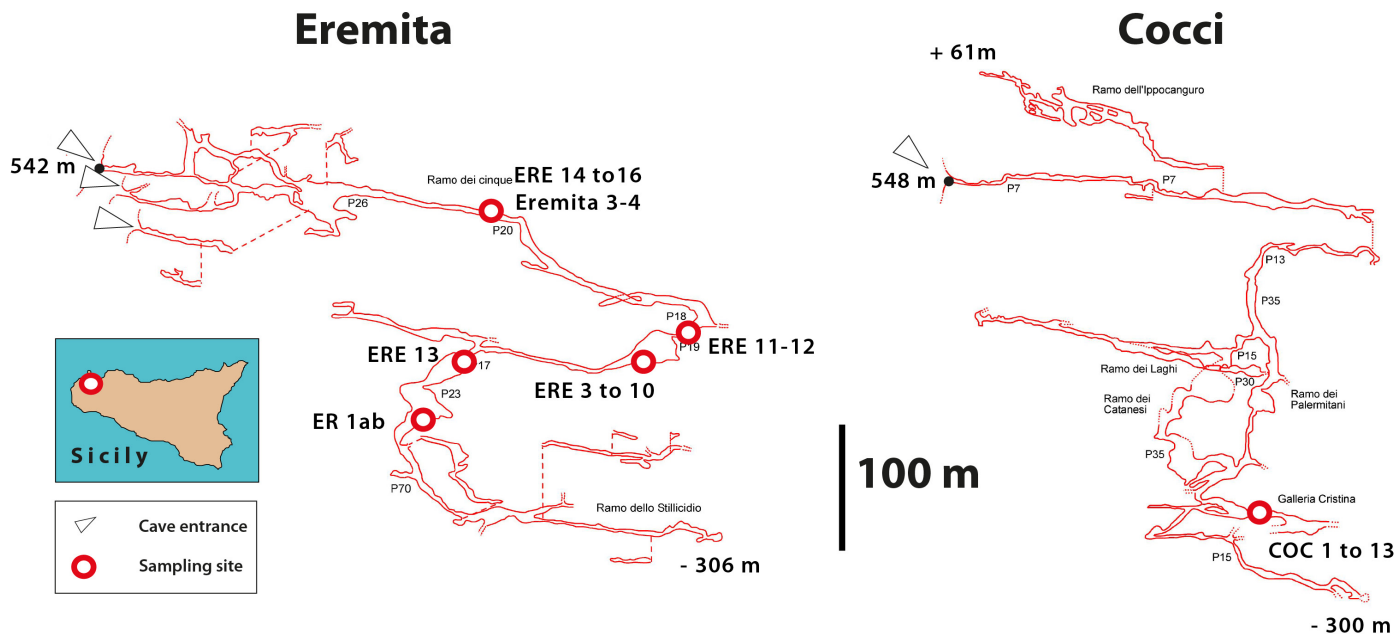 Eremita
Cocci
+ 61m
Ramo dell'Ippocanguro
542 m
Ramo dei cinque
ERE 14 to16
Eremita 3-4
P26
P20
548 m
P7
P7
P13
P35
P18
P19
ERE 11-12
ERE 13
17
ERE 3 to 10
P23
ER 1ab
P70
Ramo dello Stillicidio
- 306 m
P15
Ramo dei Laghi
P30
Ramo dei
Catanesi
Ramo dei
Palermitani
P35
Galleria Cristina
COC 1 to 13
P15
- 300 m
100 m
Sicily
Cave entrance
Sampling site